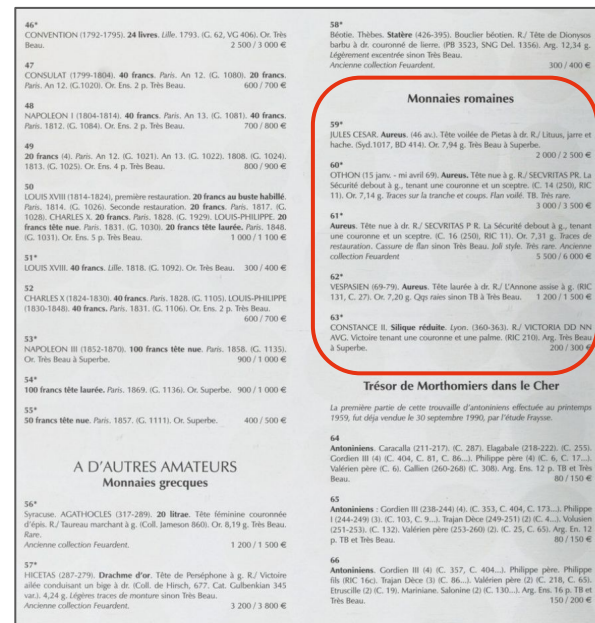 46*
CONVENTION (1792-1795). 24 livres. Lille. 1793. (G. 62, VG 406). Or. Très
Beau. 2 500 / 3 000 €
47
CONSULAT (1799-1804). 40 francs. Paris. An 12. (G. 1080). 20 francs.
Paris. An 12. (G.1020). Or. Ens. 2 p. Très Beau. 600 / 700 €
48
NAPOLEON I (1804-1814). 40 francs. Paris. An 13. (G. 1081). 40 francs.
Paris. 1812. (G. 1084). Or. Ens. 2 p. Très Beau. 700 / 800 €
49
20 francs (4). Paris. An 12. (G. 1021). An 13. (G. 1022). 1808. (G. 1024).
1813. (G. 1025). Or. Ens. 4 p. Très Beau. 800 / 900 €
50
LOUIS XVIII (1814-1824), première restauration. 20 francs au buste habillé.
Paris. 1814. (G. 1026). Seconde restauration. 20 francs. Paris. 1817. (G.
1028). CHARLES X. 20 francs. Paris. 1828. (G. 1929). LOUIS-PHILIPPE. 20
francs tête nue. Paris. 1831. (G. 1030). 20 francs tête laurée. Paris. 1848.
(G. 1031). Or. Ens. 5 p. Très Beau. 1 000 / 1 100 €
51*
LOUIS XVIII. 40 francs. Lille. 1818. (G. 1092). Or. Très Beau. 300 / 400 €
52
CHARLES X (1824-1830). 40 francs. Paris. 1828. (G. 1105). LOUIS-PHILIPPE
(1830-1848). 40 francs. Paris. 1831. (G. 1106). Or. Ens. 2 p. Très Beau.
600 / 700 €
53*
NAPOLEON III (1852-1870). 100 francs tête nue. Paris. 1858. (G. 1135).
Or. Très Beau à Superbe. 900 / 1 000 €
54*
100 francs tête laurée. Paris. 1869. (G. 1136). Or. Superbe. 900 / 1 000 €
55*
50 francs tête nue. Paris. 1857. (G. 1111). Or. Superbe. 400 / 500 €
A D'AUTRES AMATEURS
Monnaies grecques
56*
Syracuse. AGATHOCLES (317-289). 20 litrae. Tête féminine couronnée
d'épis. R./ Taureau marchant à g. (Coll. Jameson 860). Or. 8,19 g. Très Beau.
Rare.
Ancienne collection Feuardent. 1 200 / 1 500 €
57*
HICETAS (287-279). Drachme d'or. Tête de Perséphone à g. R./ Victoire
ailée conduisant un bige à dr. (Coll. de Hirsch, 677, Cat. Gulbenkian 345
var.). 4,24 g. Légères traces de monture sinon Très Beau.
Ancienne collection Feuardent. 3 200 / 3 800 €
58*
Béotie. Thèbes. Statère (426-395). Bouclier béotien. R./ Tête de Dionysos
barbu à dr. couronné de lierre. (PB 3523, SNG Del. 1356). Arg. 12,34 g.
Légèrement excentrée sinon Très Beau.
Ancienne collection Feuardent. 300 / 400 €
Monnaies romaines
59*
JULES CESAR. Aureus. (46 av.). Tête voilée de Pietas à dr. R./ Lituus, jarre et
hache. (Syd.1017, BD 414). Or. 7,94 g. Très Beau à Superbe.
2 000 / 2 500 €
60*
OTHON (15 janv. - mi avril 69). Aureus. Tête nue à g. R./ SECVRITAS PR. La
Sécurité debout à g., tenant une couronne et un sceptre. (C. 14 (250), RIC
11). Or. 7,14 g. Traces sur la tranche et coups. Flan voilé. TB. Très rare.
3 000 / 3 500 €
61*
Aureus. Tête nue à dr. R./ SECVRITAS P R. La Sécurité debout à g., tenant
une couronne et un sceptre. (C. 16 (250), RIC 11). Or. 7,31 g. Traces de
restauration. Cassure de flan sinon Très Beau. Joli style. Très rare. Ancienne
collection Feuardent 5 500 / 6 000 €
62*
VESPASIEN (69-79). Aureus. Tête laurée à dr. R./ L'Annone assise à g. (RIC
131, C. 27). Or. 7,20 g. Qqs raies sinon TB à Très Beau. 1 200 / 1 500 €
63*
CONSTANCE II. Silique réduite. Lyon. (360-363). R./ VICTORIA DD NN
AVG. Victoire tenant une couronne et une palme. (RIC 210). Arg. Très Beau
à Superbe. 200 / 300 €
Trésor de Morthomiers dans le Cher
La première partie de cette trouvaille d'antoniniens effectuée au printemps
1959, fut déja vendue le 30 septembre 1990, par l'étude Fraysse.
64
Antoniniens. Caracalla (211-217). (C. 287). Elagabale (218-222). (C. 255).
Gordien III (4) (C. 404, C. 81, C. 86...). Philippe père (4) (C. 6, C. 17...).
Valérien père (C. 6). Gallien (260-268) (C. 308). Arg. Ens. 12 p. TB et Très
Beau. 80 / 150 €
65
Antoniniens : Gordien III (238-244) (4). (C. 353, C. 404, C. 173...). Philippe
I (244-249) (3). (C. 103, C. 9...). Trajan Dèce (249-251) (2) (C. 4...). Volusien
(251-253). (C. 132). Valérien père (253-260) (2). (C. 25, C. 65). Arg. En. 12
p. TB et Très Beau. 80 / 150 €
66
Antoniniens. Gordien III (4) (C. 357, C. 404...). Philippe père. Philippe
fils (RIC 16c). Trajan Dèce (3) (C. 86...). Valérien père (2) (C. 218, C. 65).
Etruscille (2) (C. 19). Mariniane. Salonine (2) (C. 130...). Arg. Ens. 16 p. TB et
Très Beau. 150 / 200 €